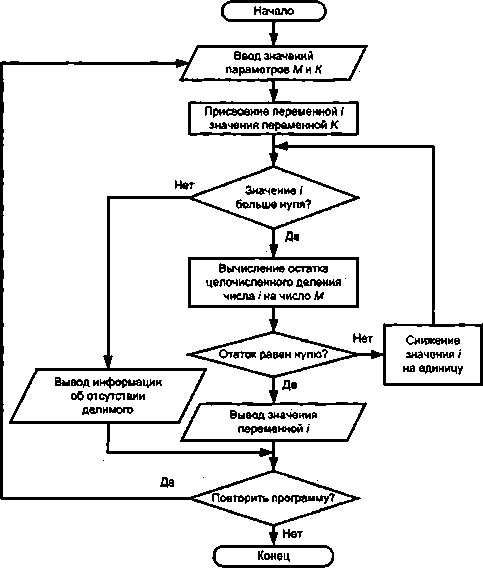 Начало
Ввод значений
параметров М и К
Присвоение переменной i
значения переменной К
Значение i
больше нуля?
Нет
Да
Вычисление остатка
целочисленного деления
числа i на число М
Остаток равен нулю?
Нет
Снижение
значения i
на единицу
Да
Вывод информации
об отсутствии
делимого
Вывод значения
переменной i
Да
Повторить программу?
Нет
Конец